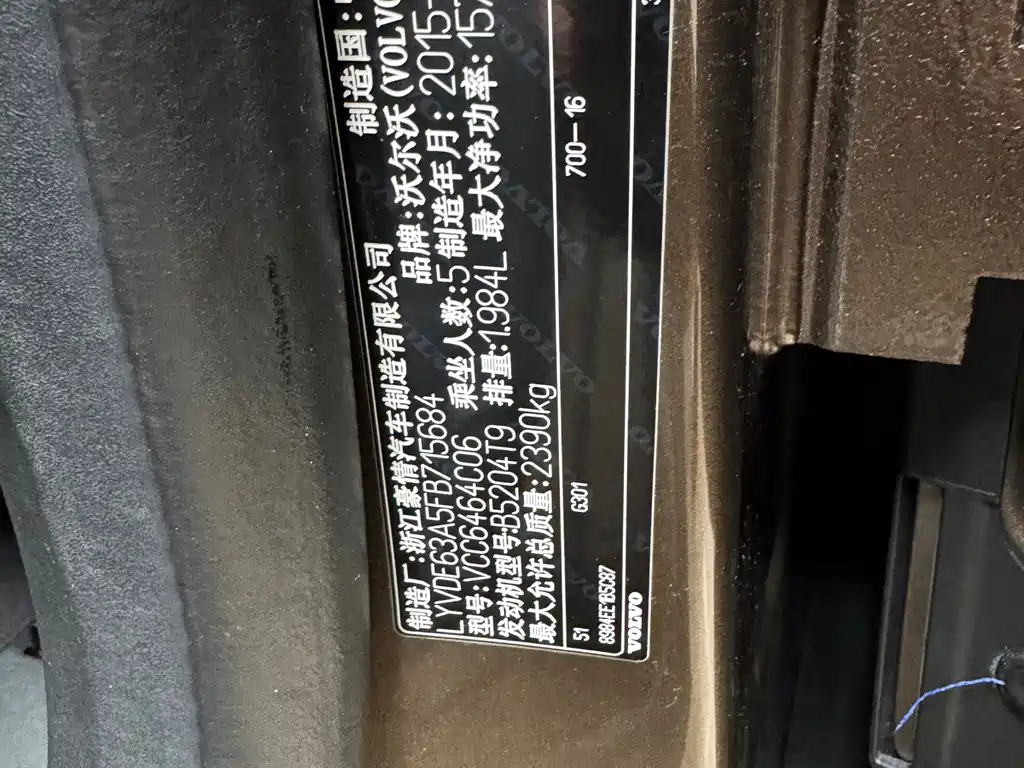 制造厂:浙江豪情汽车制造有限公司 制造国:
LYVDE63A5FB715684 品牌:沃尔沃(VOLVO
型号:VCC6464C06 乘坐人数:5 制造年月:2015-
发动机型号:B5204T9 排量:1.984L 最大净功率:157
最大允许总质量:2390kg
51 G301 700-16
VOLVO